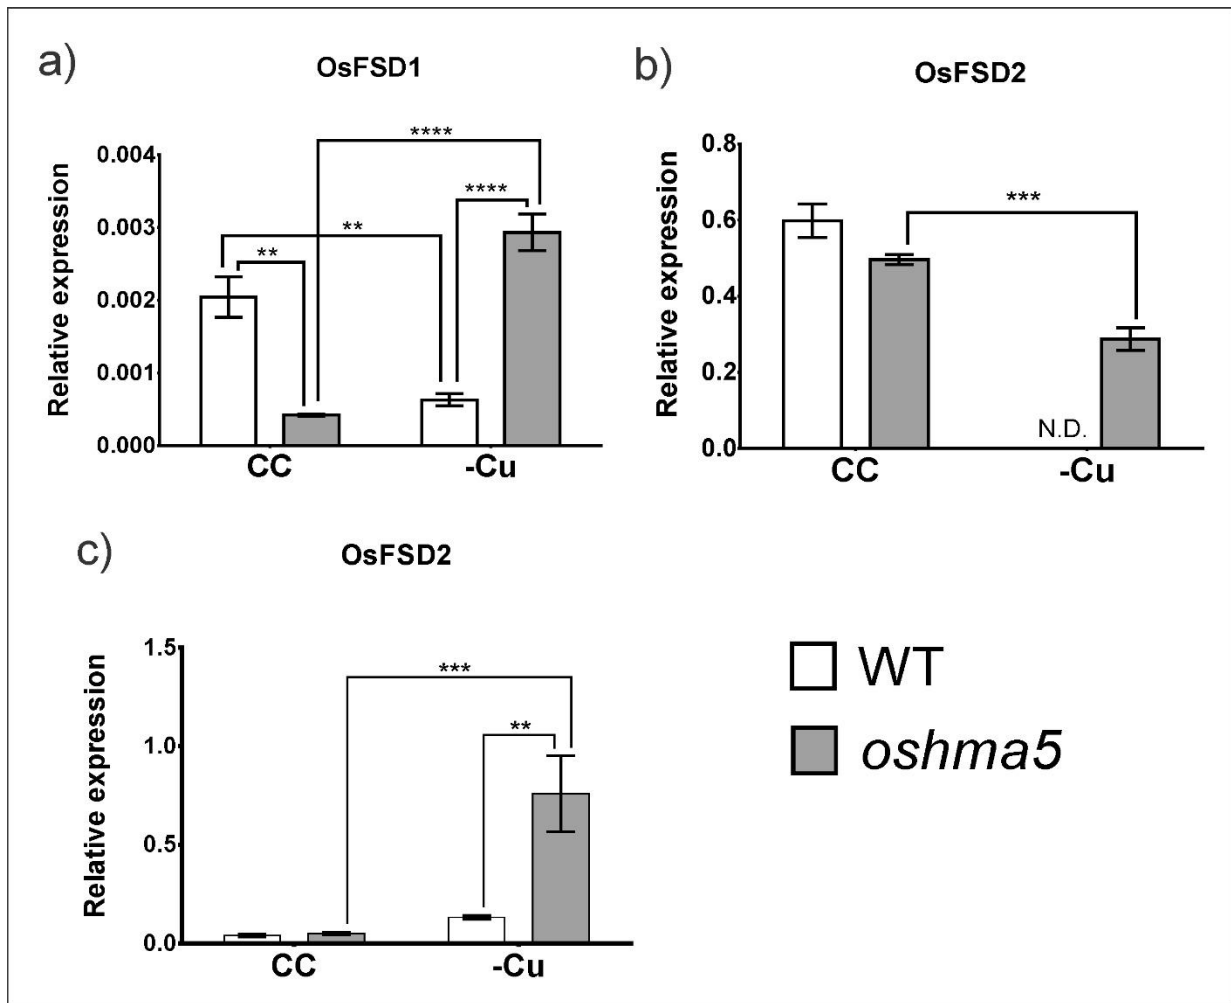 a)
OsFSD1
Relative expression
0.004
0.003
0.002
0.001
0.000
****
****
**
**
CC
-Cu
b)
OsFSD2
Relative expression
0.8
0.6
0.4
0.2
0.0
***
N.D.
CC
-Cu
c)
OsFSD2
Relative expression
1.5
1.0
0.5
0.0
***
**
CC
-Cu
WT
oshma5